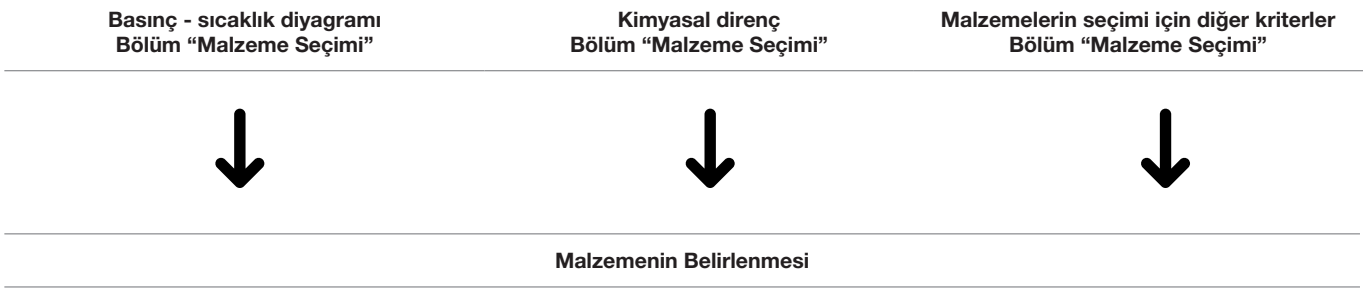 Basınç - sıcaklık diyagramı
Bölüm “Malzeme Seçimi”
Kimyasal direnç
Bölüm “Malzeme Seçimi”
Malzemelerin seçimi için diğer kriterler
Bölüm “Malzeme Seçimi”
Malzemenin Belirlenmesi